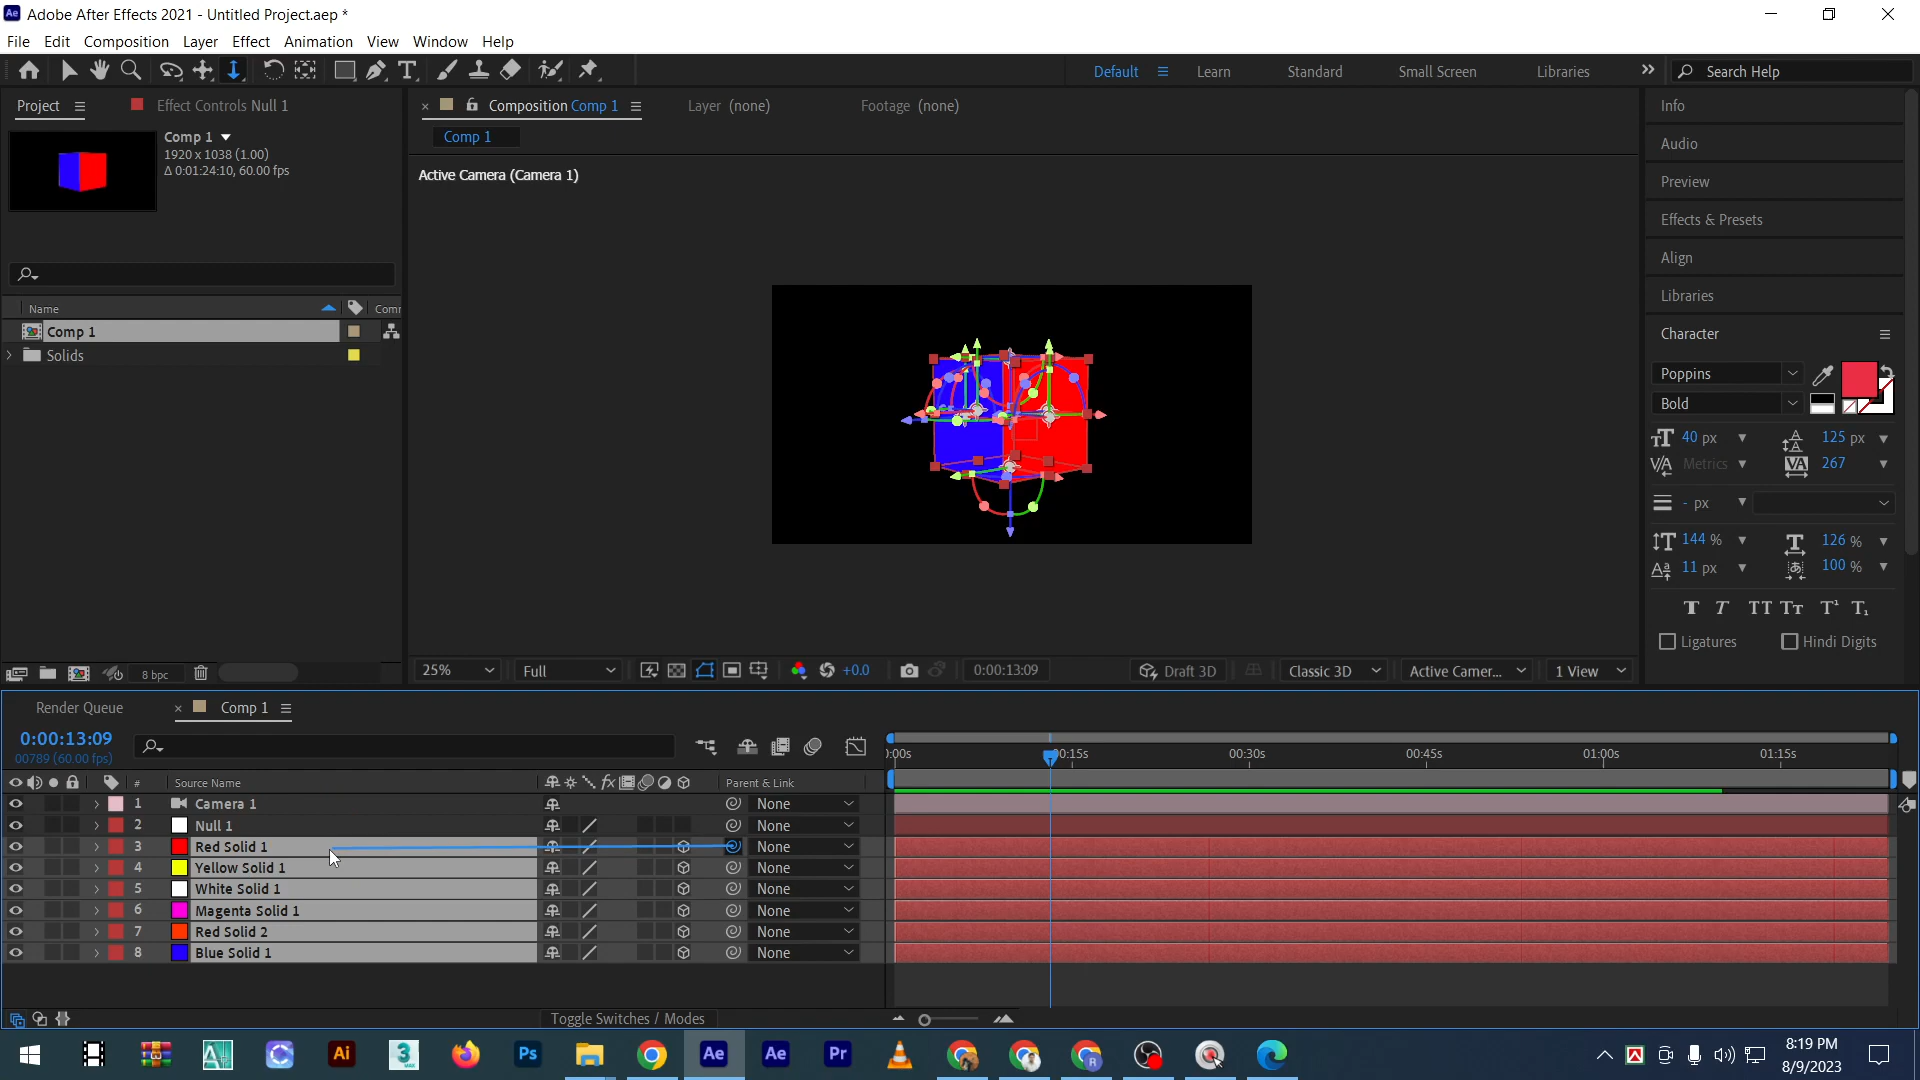 Adobe After Effects 2021 - Untitled Project.aep *
File Edit Composition Layer Effect Animation View Window Help
Default Learn Standard Small Screen Libraries Search Help
Project Effect Controls Null 1
Composition Comp 1 Layer (none) Footage (none)
Comp 1
1920 x 1038 (1.00)
Δ 0:01:24:10, 60.00 fps
Comp 1
Active Camera (Camera 1)
Name
Comp 1
Solids
8 bpc
25% Full +0.0 0:00:13:09 Draft 3D Classic 3D Active Camer... 1 View
Info
Audio
Preview
Effects & Presets
Align
Libraries
Character
Poppins
Bold
40 px 125 px
Metrics 267
- px
144 % 126 %
11 px 100 %
Ligatures Hindi Digits
Render Queue Comp 1
0:00:13:09
00789 (60.00 fps)
00s 00:15s 00:30s 00:45s 01:00s 01:15s
# Source Name Parent & Link
1 Camera 1 None
2 Null 1 None
3 Red Solid 1 None
4 Yellow Solid 1 None
5 White Solid 1 None
6 Magenta Solid 1 None
7 Red Solid 2 None
8 Blue Solid 1 None
Toggle Switches / Modes
8:19 PM
8/9/2023